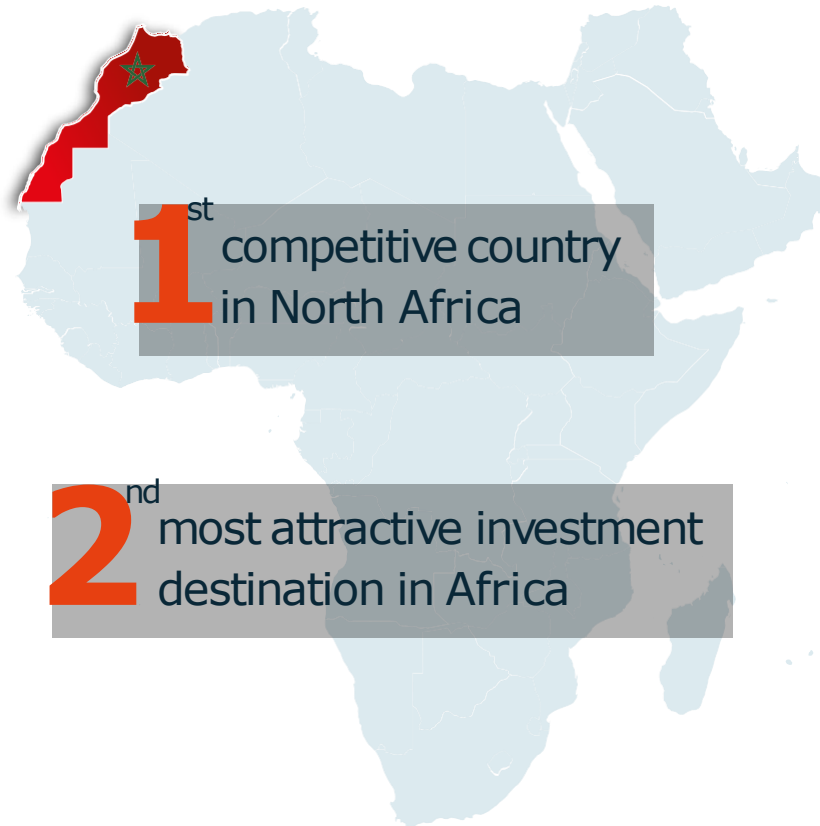 1st
competitive country
in North Africa
2nd
most attractive investment
destination in Africa